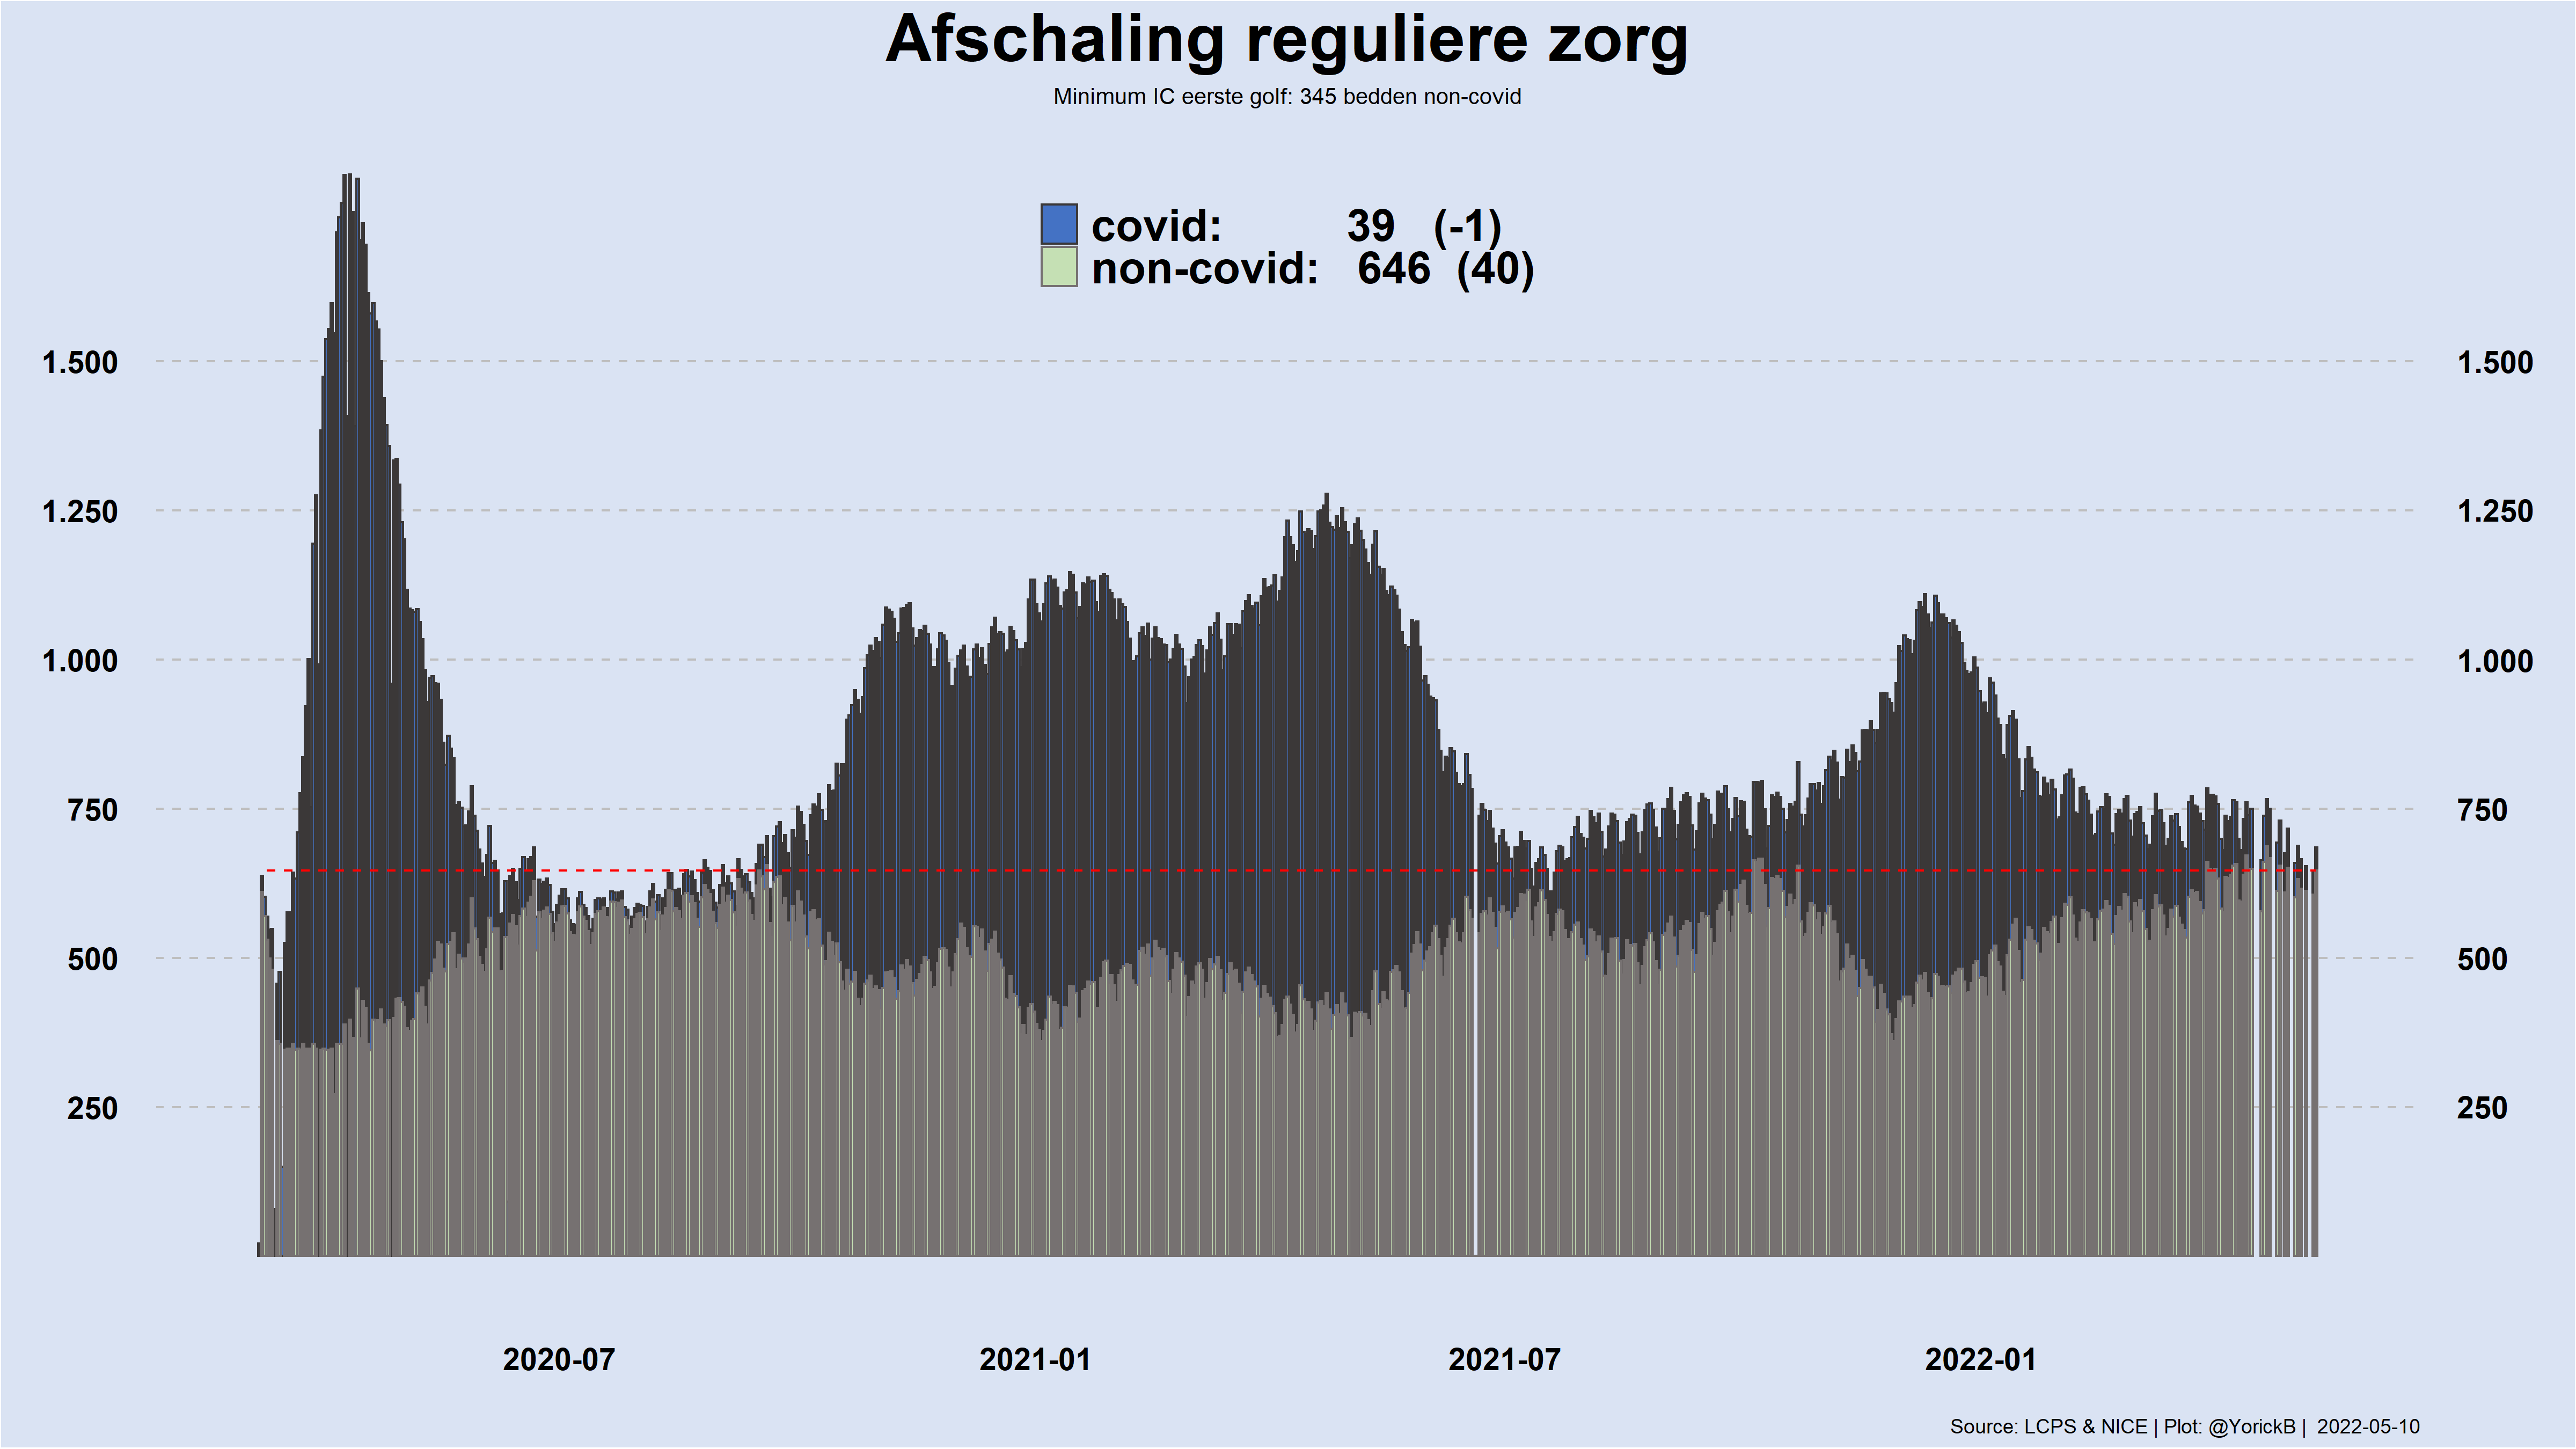 Afschaling reguliere zorg
Minimum IC eerste golf: 345 bedden non-covid
covid: 39 (-1)
non-covid: 646 (40)
1.500 1.500
1.250 1.250
1.000 1.000
750 750
500 500
250 250
2020-07 2021-01 2021-07 2022-01
Source: LCPS & NICE | Plot: @YorickB | 2022-05-10